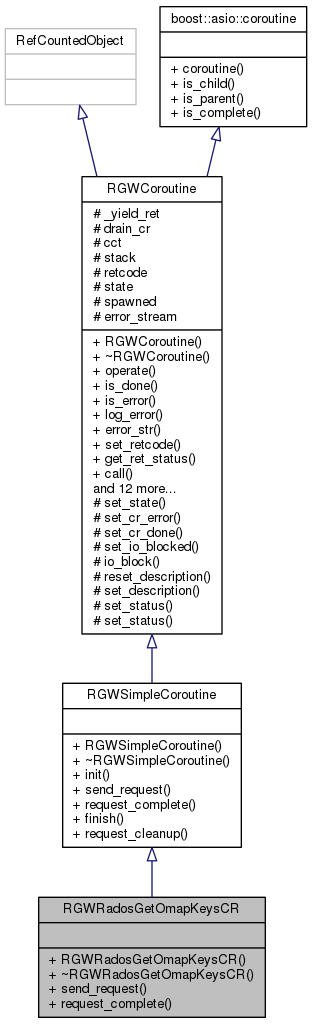 RefCountedObject
boost::asio::coroutine
+ coroutine()
+ is_child()
+ is_parent()
+ is_complete()
RGWCoroutine
# _yield_ret
# drain_cr
# cct
# stack
# retcode
# state
# spawned
# error_stream
+ RGWCoroutine()
+ ~RGWCoroutine()
+ operate()
+ is_done()
+ is_error()
+ log_error()
+ error_str()
+ set_retcode()
+ get_ret_status()
+ call()
and 12 more...
# set_state()
# set_cr_error()
# set_cr_done()
# set_io_blocked()
# io_block()
# reset_description()
# set_description()
# set_status()
# set_status()
RGWSimpleCoroutine
+ RGWSimpleCoroutine()
+ ~RGWSimpleCoroutine()
+ init()
+ send_request()
+ request_complete()
+ finish()
+ request_cleanup()
RGWRadosGetOmapKeysCR
+ RGWRadosGetOmapKeysCR()
+ ~RGWRadosGetOmapKeysCR()
+ send_request()
+ request_complete()